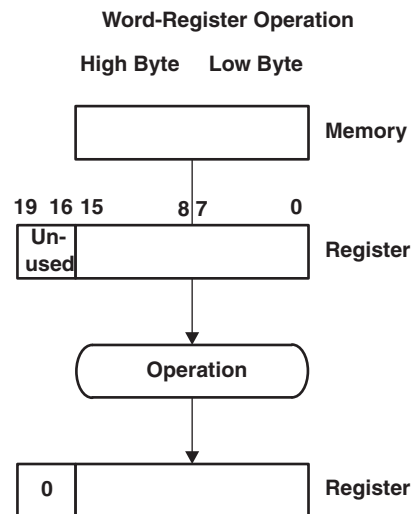 Word-Register Operation
High Byte Low Byte
Memory
19 16 15 8 7 0
Un-
used
Register
Operation
0
Register